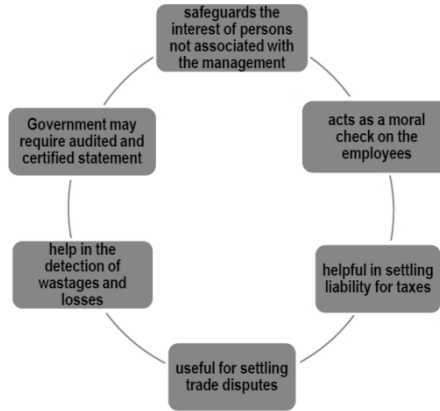 safeguards the
interest of persons
not associated with
the management
acts as a moral
check on the
employees
helpful in settling
liability for taxes
useful for settling
trade disputes
help in the
detection of
wastages and
losses
Government may
require audited and
certified statement